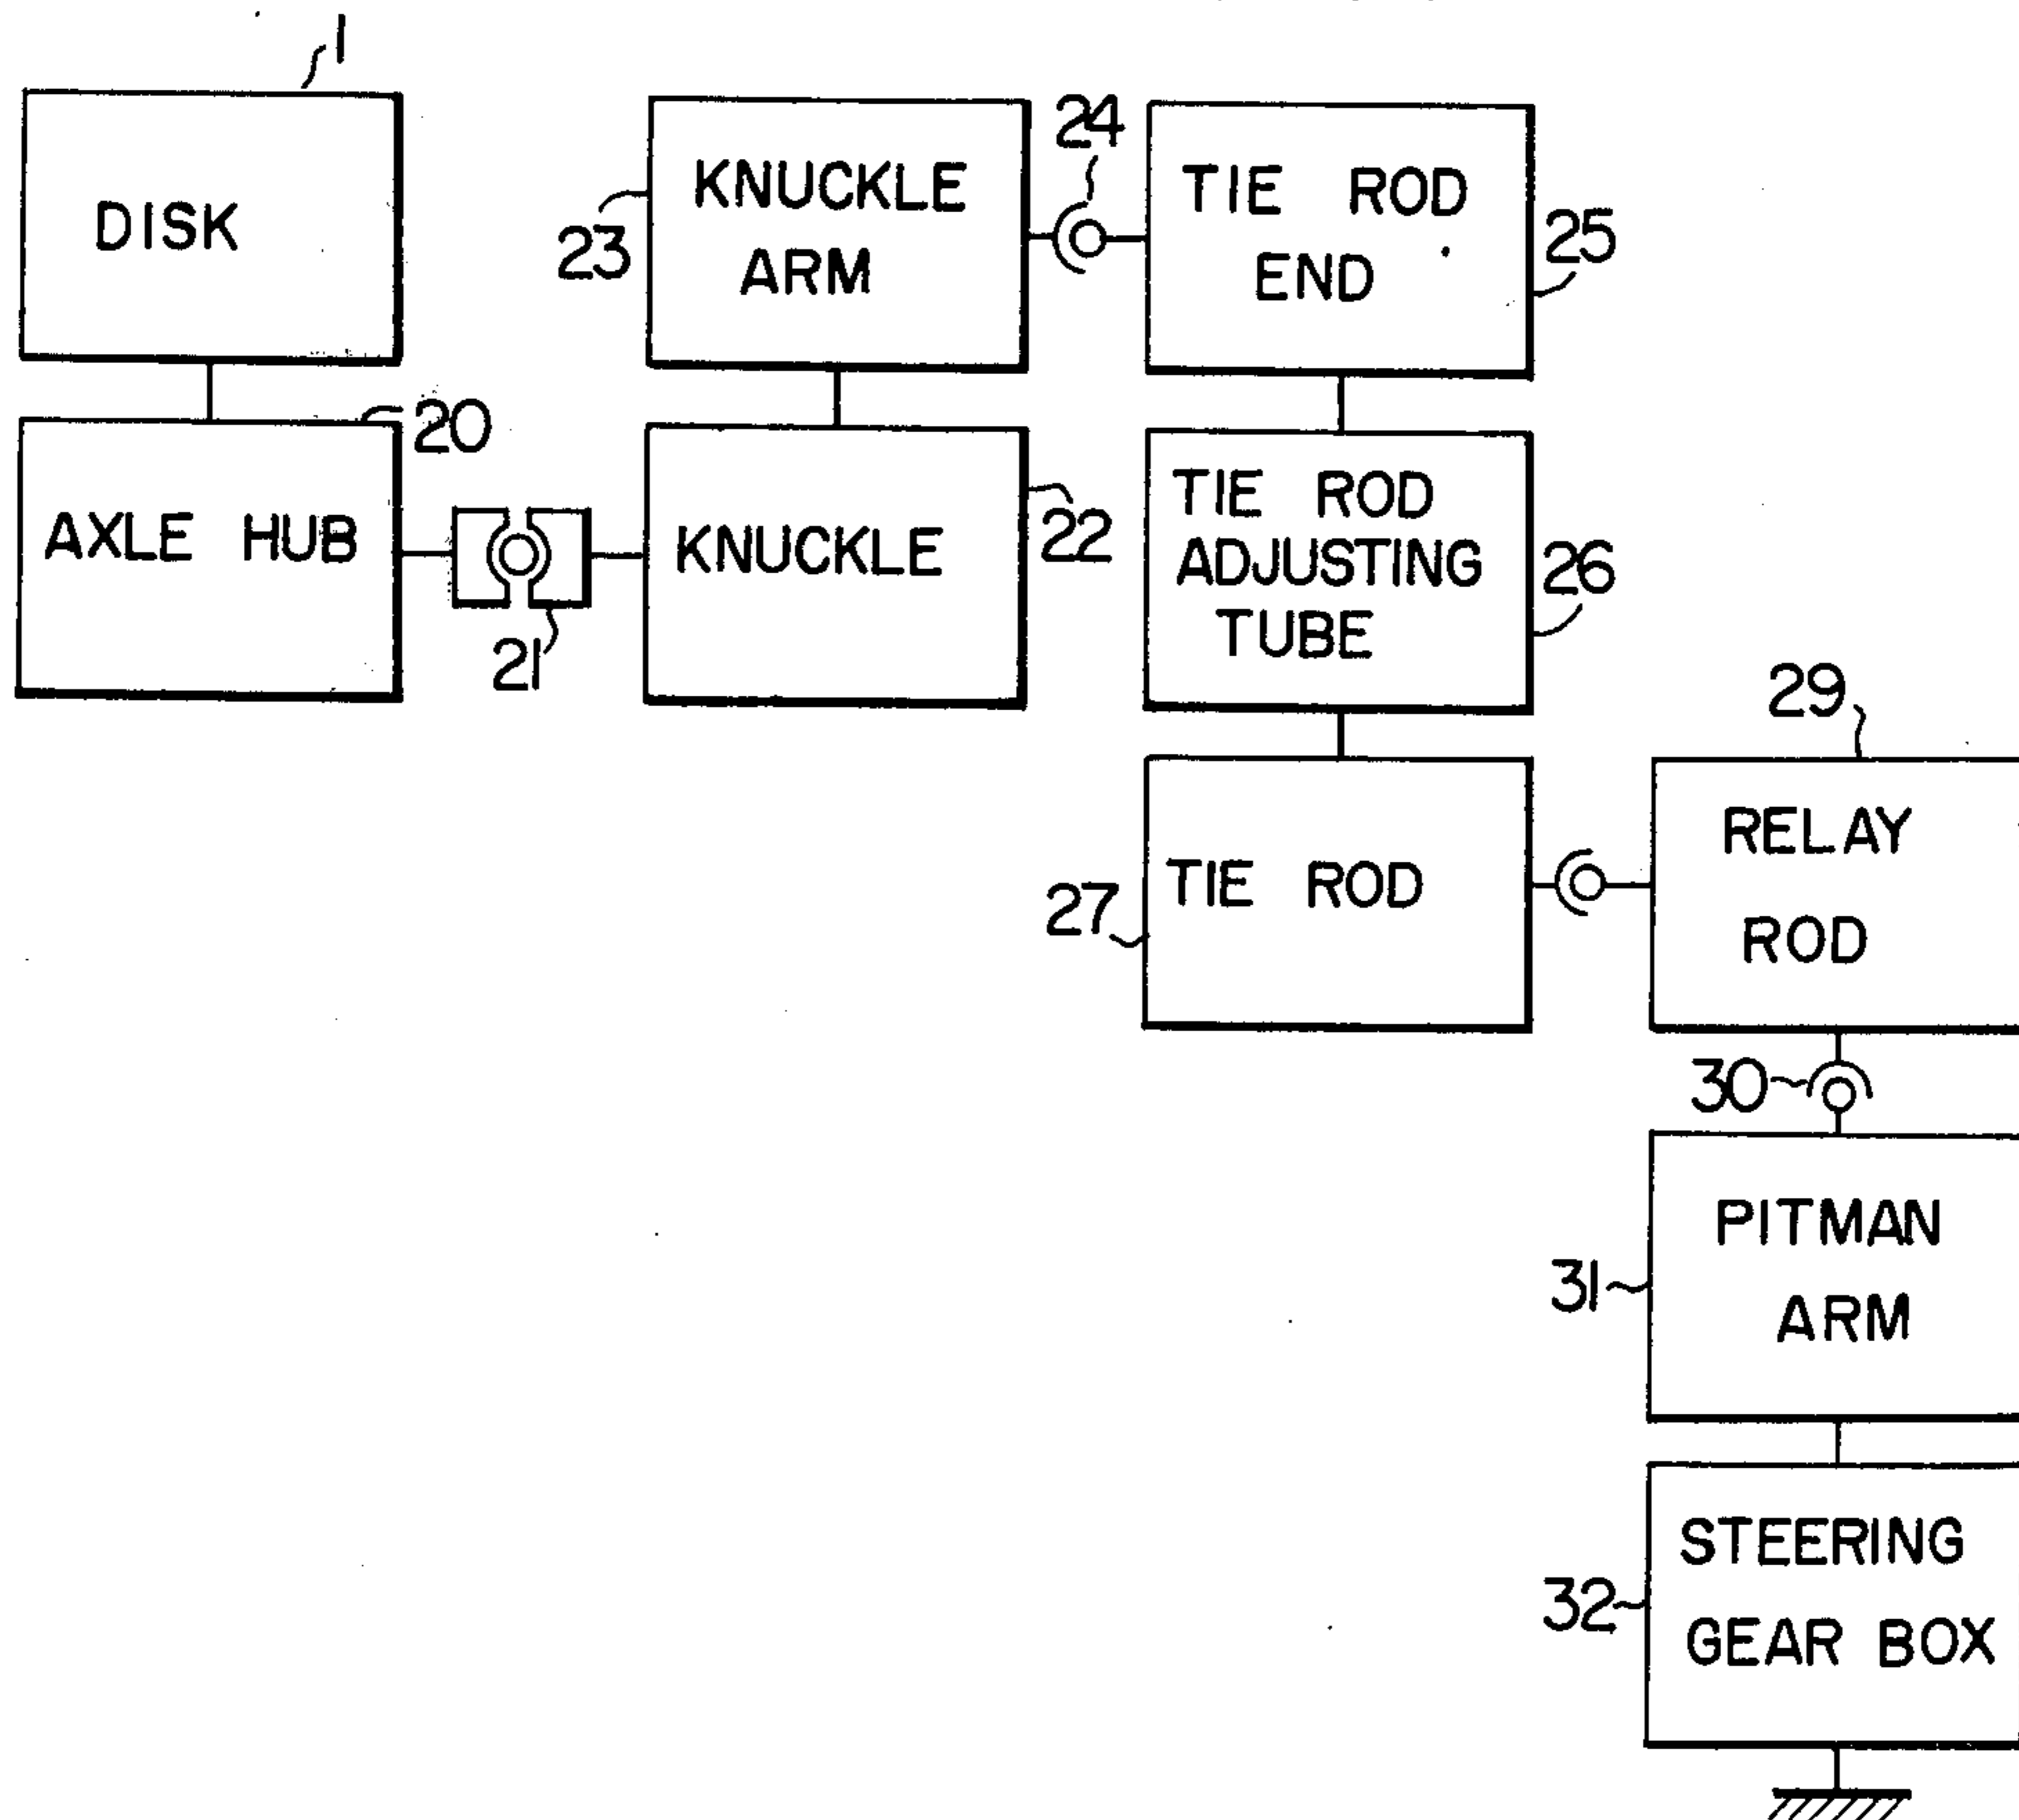 1
DISK
20
AXLE HUB
21
KNUCKLE
ARM
23
KNUCKLE
22
24
TIE ROD
END
25
TIE ROD
ADJUSTING
TUBE
26
TIE ROD
27
29
RELAY
ROD
30
PITMAN
ARM
31
STEERING
GEAR BOX
32